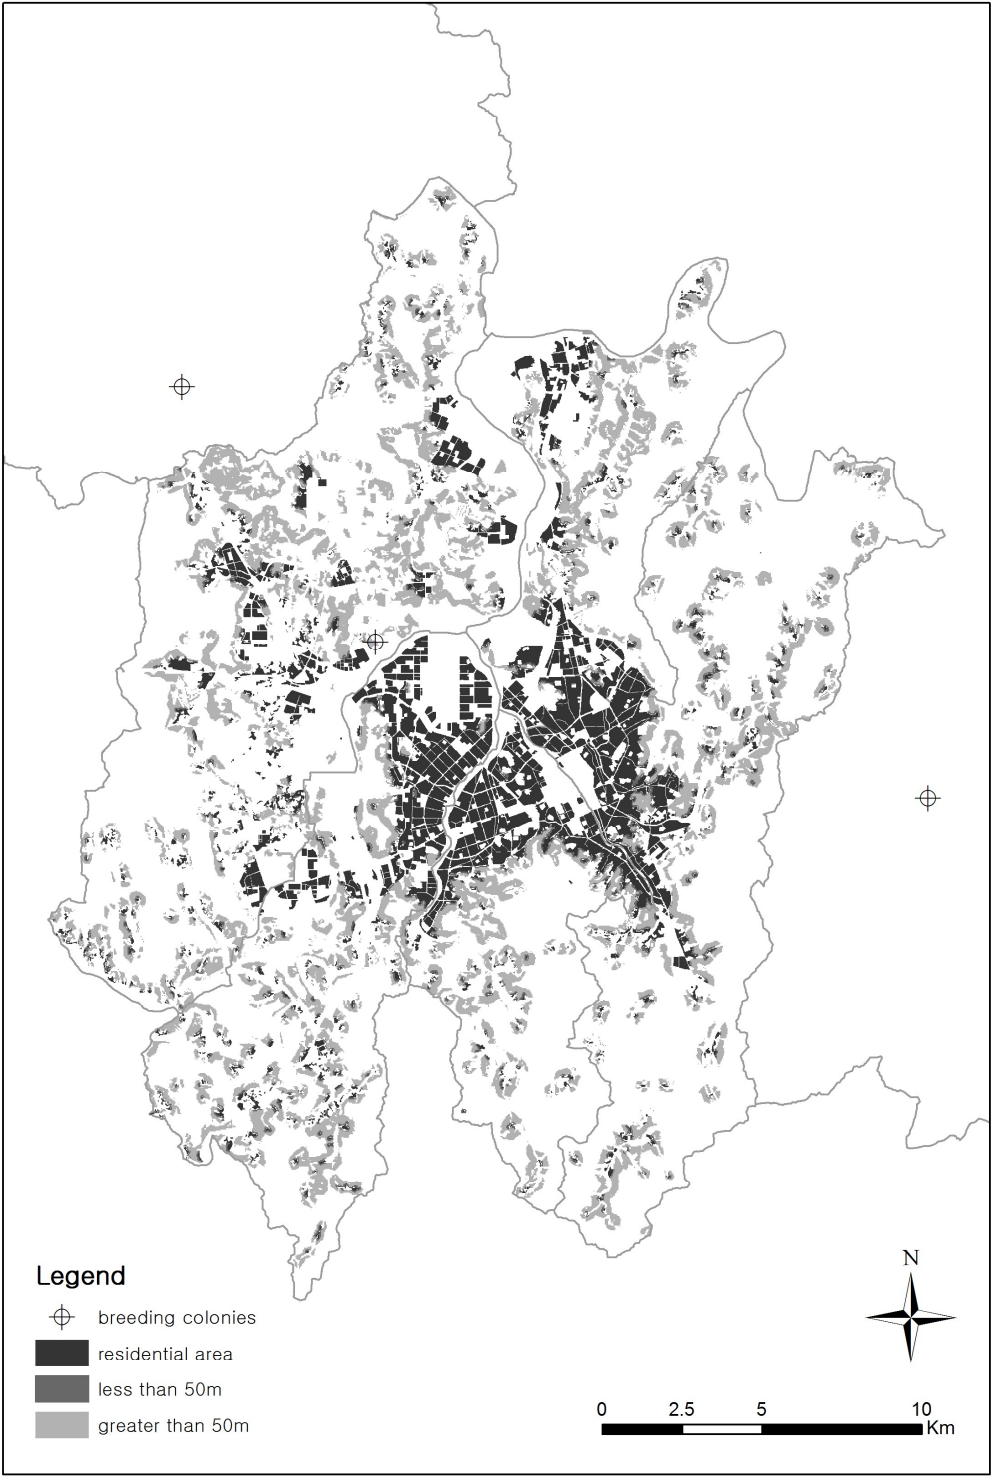 N
Legend
breeding colonies
residential area
less than 50m
greater than 50m
0 2.5 5 10
Km